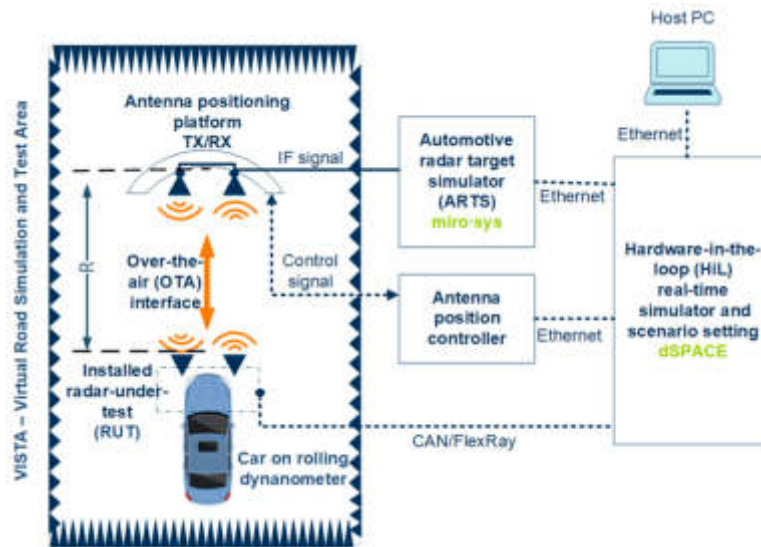 Host PC
VISTA – Virtual Road Simulation and Test Area
Antenna positioning
platform
TX/RX
IF signal
Automotive
radar target
simulator
(ARTS)
miro-sys
Ethernet
Ethernet
R
Over-the-
air (OTA)
interface
Control
signal
Antenna
position
controller
Ethernet
Hardware-in-the-
loop (HiL)
real-time
simulator and
scenario setting
dSPACE
Installed
radar-under-
test
(RUT)
CAN/FlexRay
Car on rolling
dynanometer